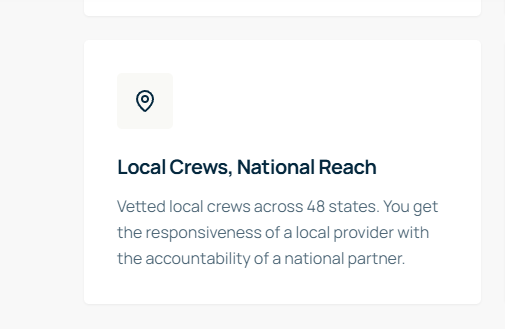 Local Crews, National Reach
Vetted local crews across 48 states. You get
the responsiveness of a local provider with
the accountability of a national partner.